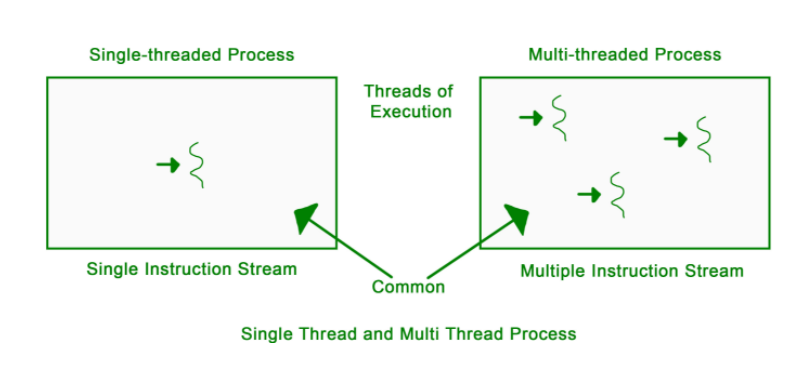 Single-threaded Process
Multi-threaded Process
Threads of
Execution
Single Instruction Stream
Multiple Instruction Stream
Common
Single Thread and Multi Thread Process